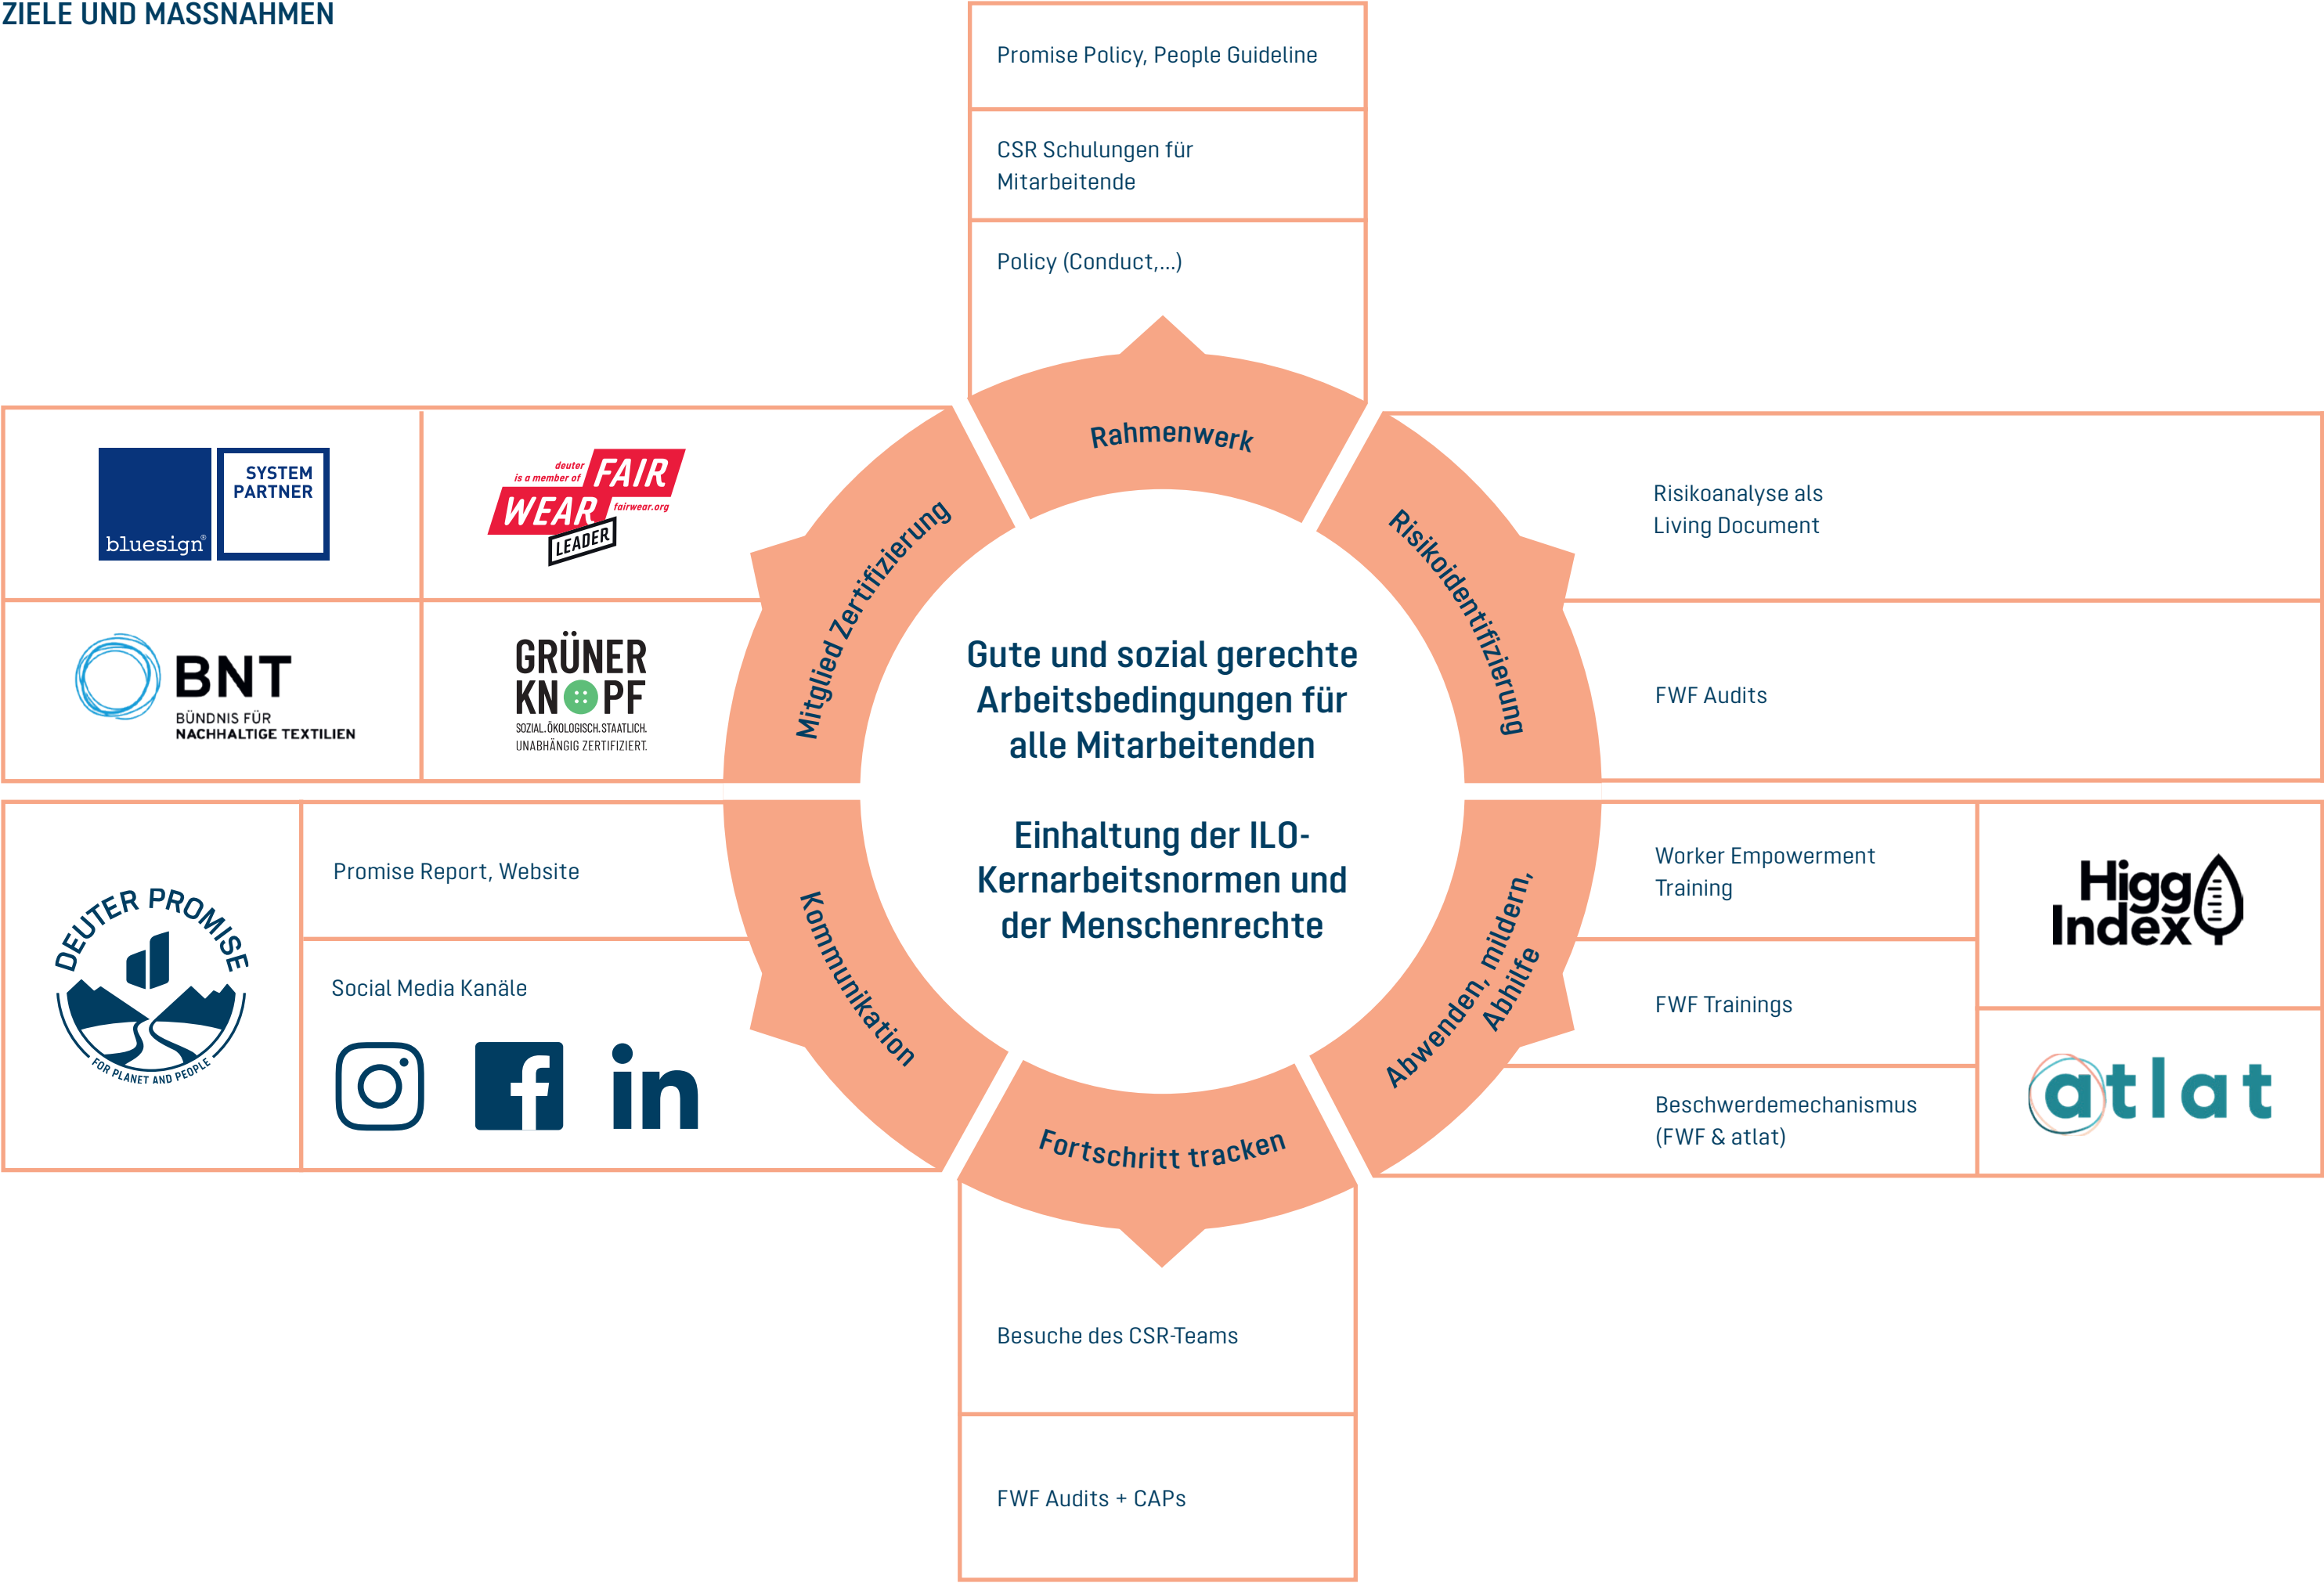 ZIELE UND MASSNAHMEN
Promise Policy, People Guideline
CSR Schulungen für
Mitarbeitende
Policy (Conduct,...)
Rahmenwerk
SYSTEM
PARTNER
bluesign®
deuter
is a member of
FAIR
WEAR
fairwear.org
LEADER
BNT
BÜNDNIS FÜR
NACHHALTIGE TEXTILIEN
GRÜNER
KNOPF
SOZIAL. ÖKOLOGISCH. STAATLICH.
UNABHÄNGIG ZERTIFIZIERT.
Mitglied Zertifizierung
Risikoidentifizierung
Risikoanalyse als
Living Document
FWF Audits
Gute und sozial gerechte
Arbeitsbedingungen für
alle Mitarbeitenden
Einhaltung der ILO-
Kernarbeitsnormen und
der Menschenrechte
DEUTER PROMISE
FOR PLANET AND PEOPLE
Promise Report, Website
Social Media Kanäle
f
in
Kommunikation
Abwenden, mildern,
Abhilfe
Worker Empowerment
Training
FWF Trainings
Beschwerdemechanismus
(FWF & atlat)
Higg
Index
atlat
Fortschritt tracken
Besuche des CSR-Teams
FWF Audits + CAPs